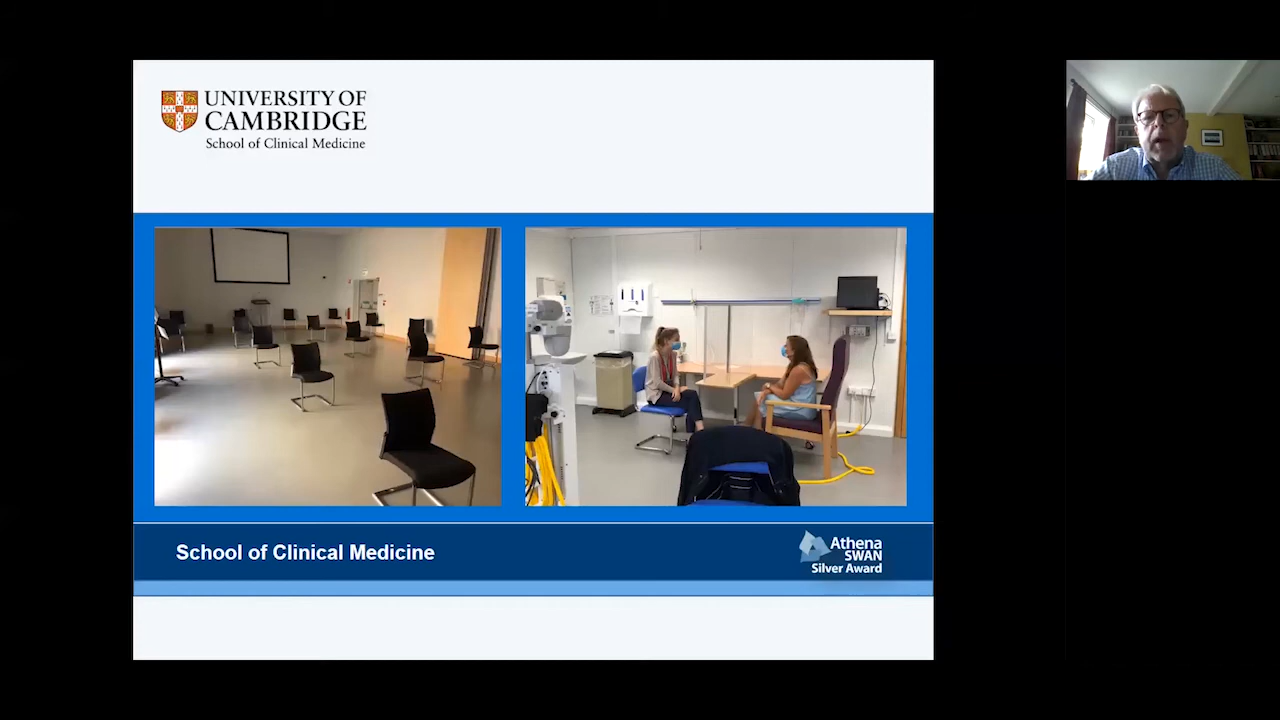 UNIVERSITY OF
CAMBRIDGE
School of Clinical Medicine
School of Clinical Medicine
Athena
SWAN
Silver Award